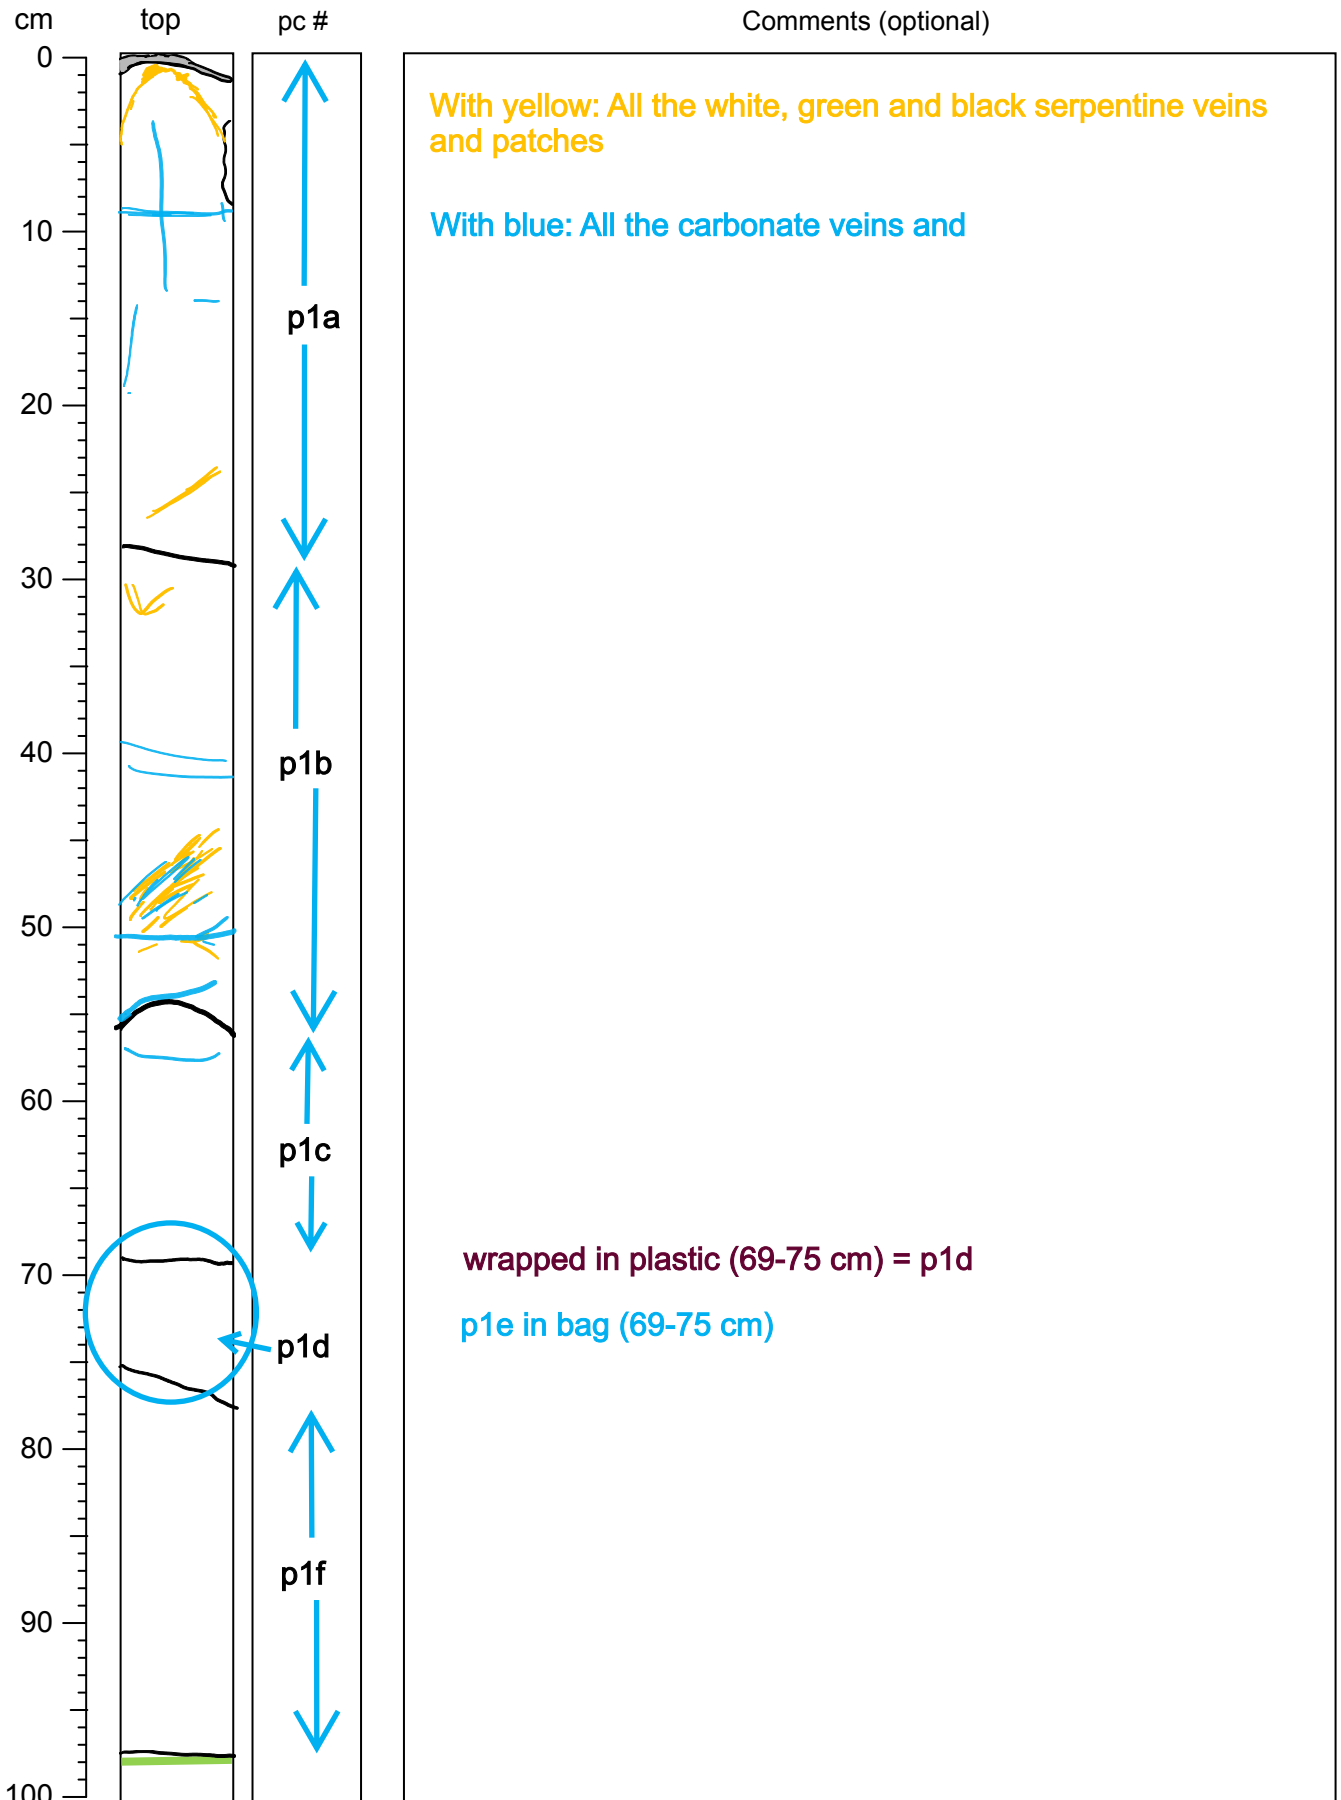 cm top pc # Comments (optional)
0
With yellow: All the white, green and black serpentine veins
and patches
With blue: All the carbonate veins and
10
p1a
20
30
40
p1b
50
60
p1c
wrapped in plastic (69-75 cm) = p1d
70
p1e in bag (69-75 cm)
p1d
80
p1f
90
100